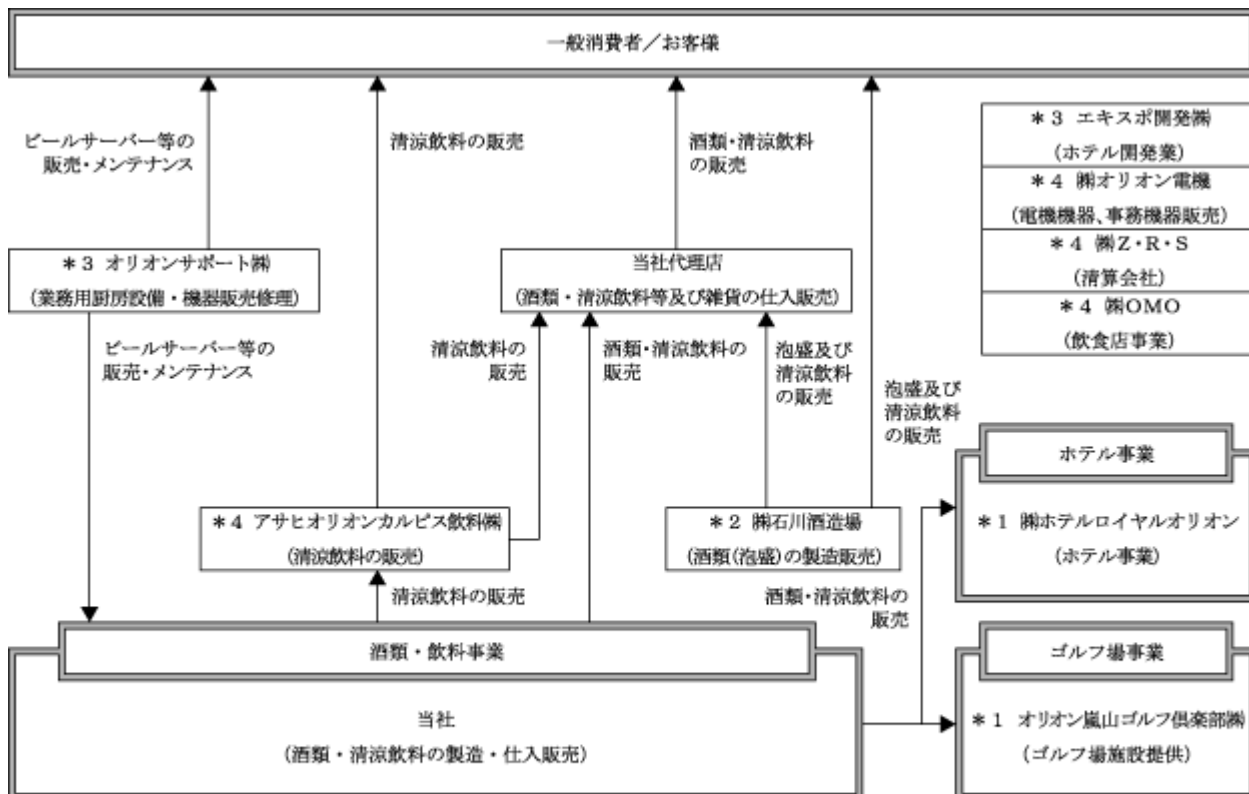 一般消費者／お客様
ビールサーバー等の
販売・メンテナンス
清涼飲料の販売
酒類・清涼飲料
の販売
＊3 エキスポ開発㈱
(ホテル開発業)
＊4 ㈱オリオン電機
(電機機器、事務機器販売)
＊4 ㈱Z・R・S
(清算会社)
＊4 ㈱OMO
(飲食店事業)
＊3 オリオンサポート㈱
(業務用厨房設備・機器販売修理)
当社代理店
(酒類・清涼飲料等及び雑貨の仕入販売)
ビールサーバー等の
販売・メンテナンス
清涼飲料の
販売
酒類・清涼飲料の
販売
泡盛及び
清涼飲料
の販売
泡盛及び
清涼飲料
の販売
＊4 アサヒオリオンカルピス飲料㈱
(清涼飲料の販売)
＊2 ㈱石川酒造場
(酒類(泡盛)の製造販売)
ホテル事業
＊1 ㈱ホテルロイヤルオリオン
(ホテル事業)
清涼飲料の販売
酒類・清涼飲料の
販売
酒類・飲料事業
当社
(酒類・清涼飲料の製造・仕入販売)
ゴルフ場事業
＊1 オリオン嵐山ゴルフ倶楽部㈱
(ゴルフ場施設提供)